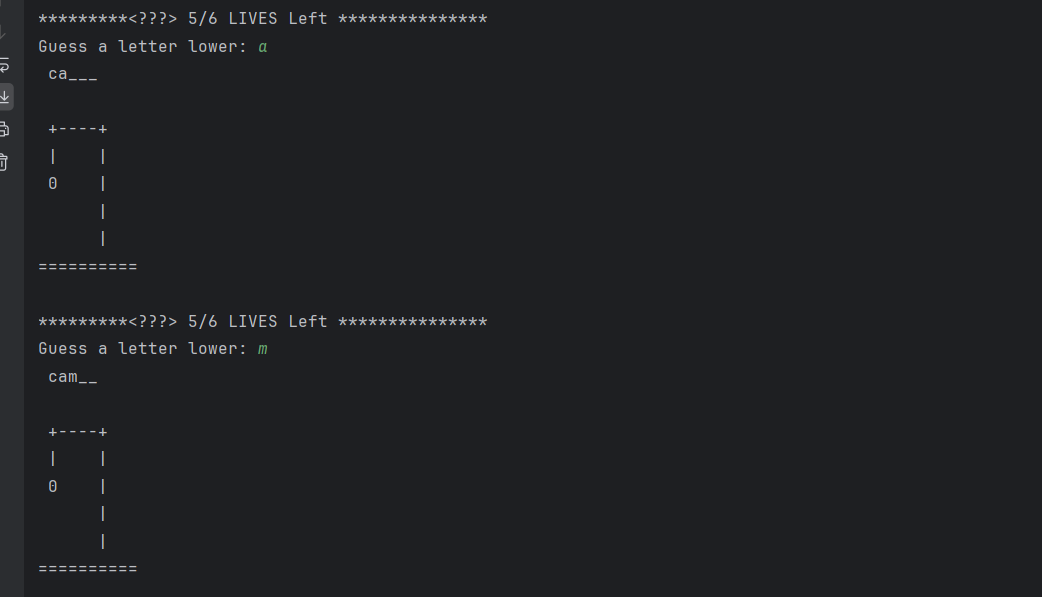 *********<???> 5/6 LIVES Left ***************
Guess a letter lower: a
 ca___

 +----+
 |    |
 0    |
      |
      |
==========

*********<???> 5/6 LIVES Left ***************
Guess a letter lower: m
 cam__

 +----+
 |    |
 0    |
      |
      |
==========